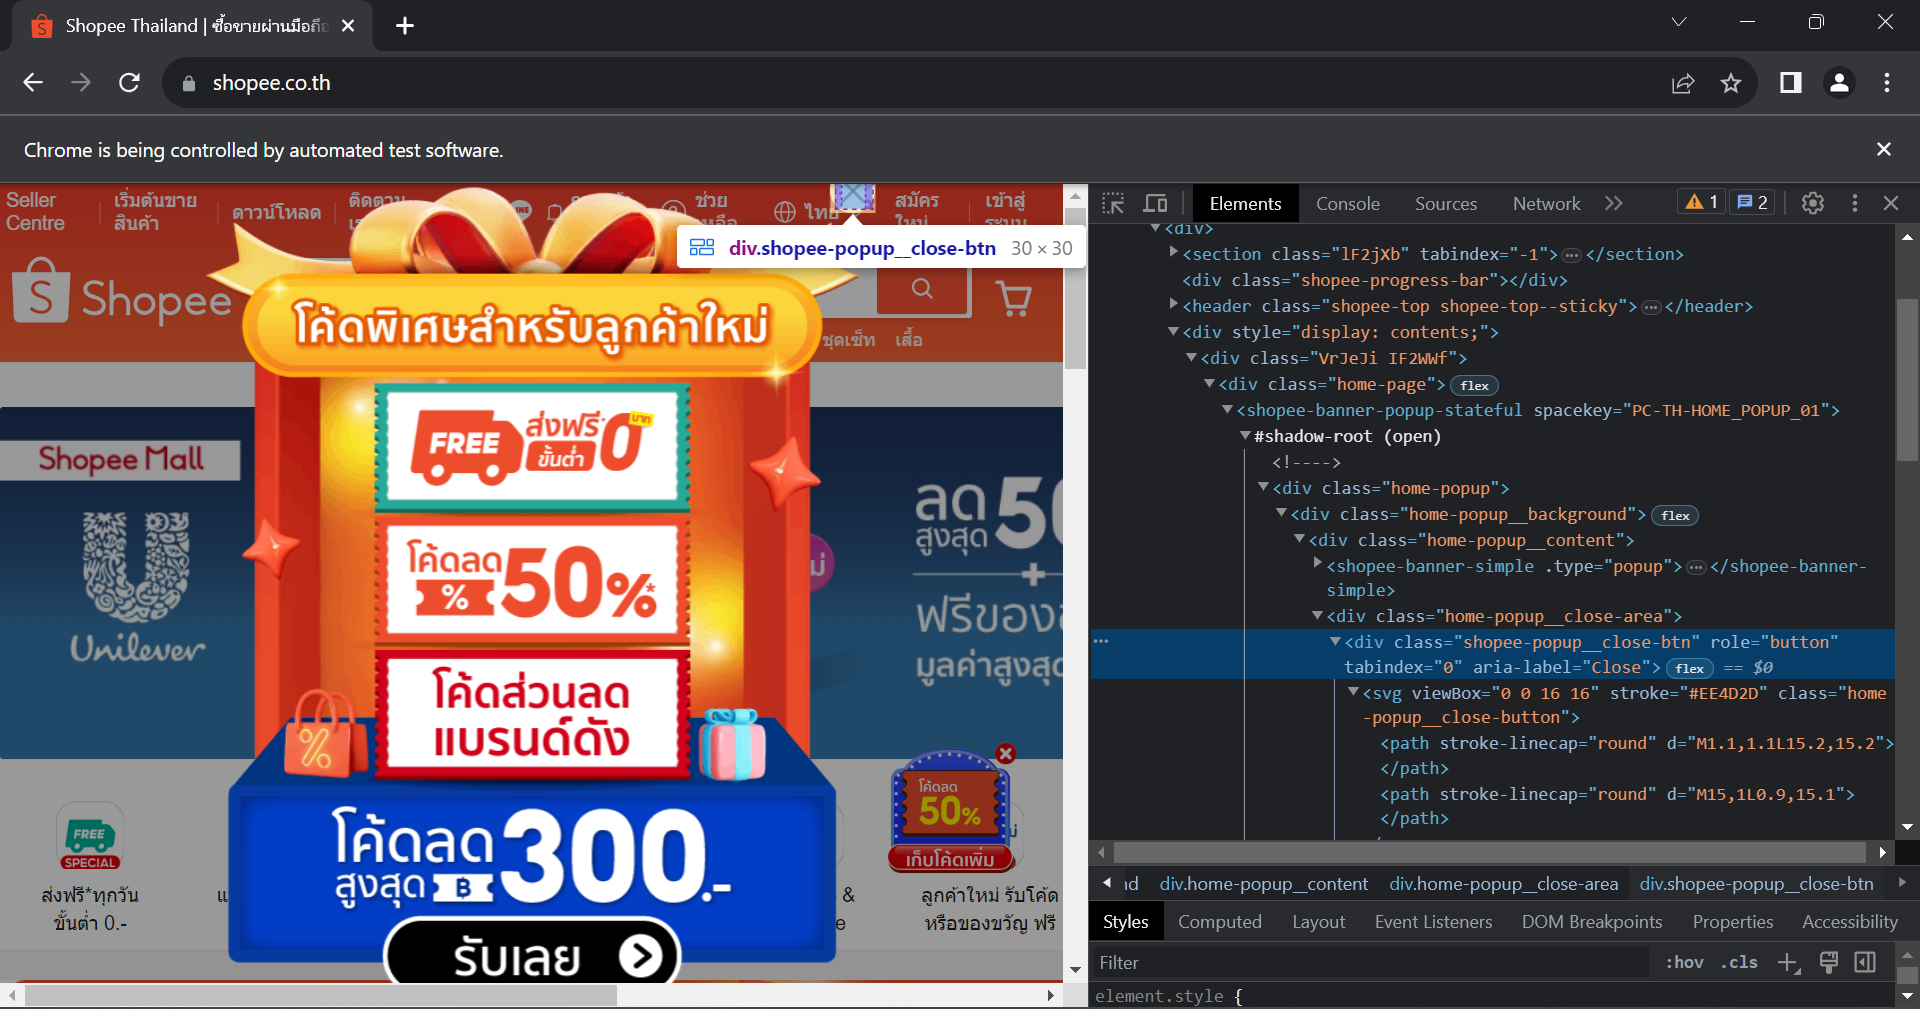 Shopee Thailand | ซื้อขายผ่านมือถือ
shopee.co.th
Chrome is being controlled by automated test software.
Seller
Centre
เริ่มต้นขาย
สินค้า
ดาวน์โหลด
ติดตาม
LINE
ช่วย
ไทย
สมัคร
ใหม่
เข้าสู่
ระบบ
div.shopee-popup__close-btn 30 × 30
Shopee
ชุดเซ็ท เสื้อ
โค้ดพิเศษสำหรับลูกค้าใหม่
FREE ส่งฟรี* ขั้นต่ำ 0 บาท
Shopee Mall
Unilever
โค้ดลด
% 50%*
ลด 50
สูงสุด
+
มูลค่าสูงสุด
โค้ดส่วนลด
แบรนด์ดัง
%
โค้ดลด
สูงสุด ฿ 300.-
รับเลย
FREE
SPECIAL
ส่งฟรี*ทุกวัน
ขั้นต่ำ 0.-
โค้ดลด
50%
เก็บโค้ดเพิ่ม
&
ลูกค้าใหม่ รับโค้ด
หรือของขวัญ ฟรี
Elements Console Sources Network 1 2
<div>
<section class="lF2jXb" tabindex="-1">…</section>
<div class="shopee-progress-bar"></div>
<header class="shopee-top shopee-top--sticky">…</header>
<div style="display: contents;">
<div class="VrJeJi IF2WWf">
<div class="home-page"> flex
<shopee-banner-popup-stateful spacekey="PC-TH-HOME_POPUP_01">
#shadow-root (open)
<!---->
<div class="home-popup">
<div class="home-popup__background"> flex
<div class="home-popup__content">
<shopee-banner-simple .type="popup">…</shopee-banner-
simple>
<div class="home-popup__close-area">
<div class="shopee-popup__close-btn" role="button"
tabindex="0" aria-label="Close"> flex == $0
<svg viewBox="0 0 16 16" stroke="#EE4D2D" class="home
-popup__close-button">
<path stroke-linecap="round" d="M1.1,1.1L15.2,15.2">
</path>
<path stroke-linecap="round" d="M15,1L0.9,15.1">
</path>
nd div.home-popup__content div.home-popup__close-area div.shopee-popup__close-btn
Styles Computed Layout Event Listeners DOM Breakpoints Properties Accessibility
Filter :hov .cls
element.style {